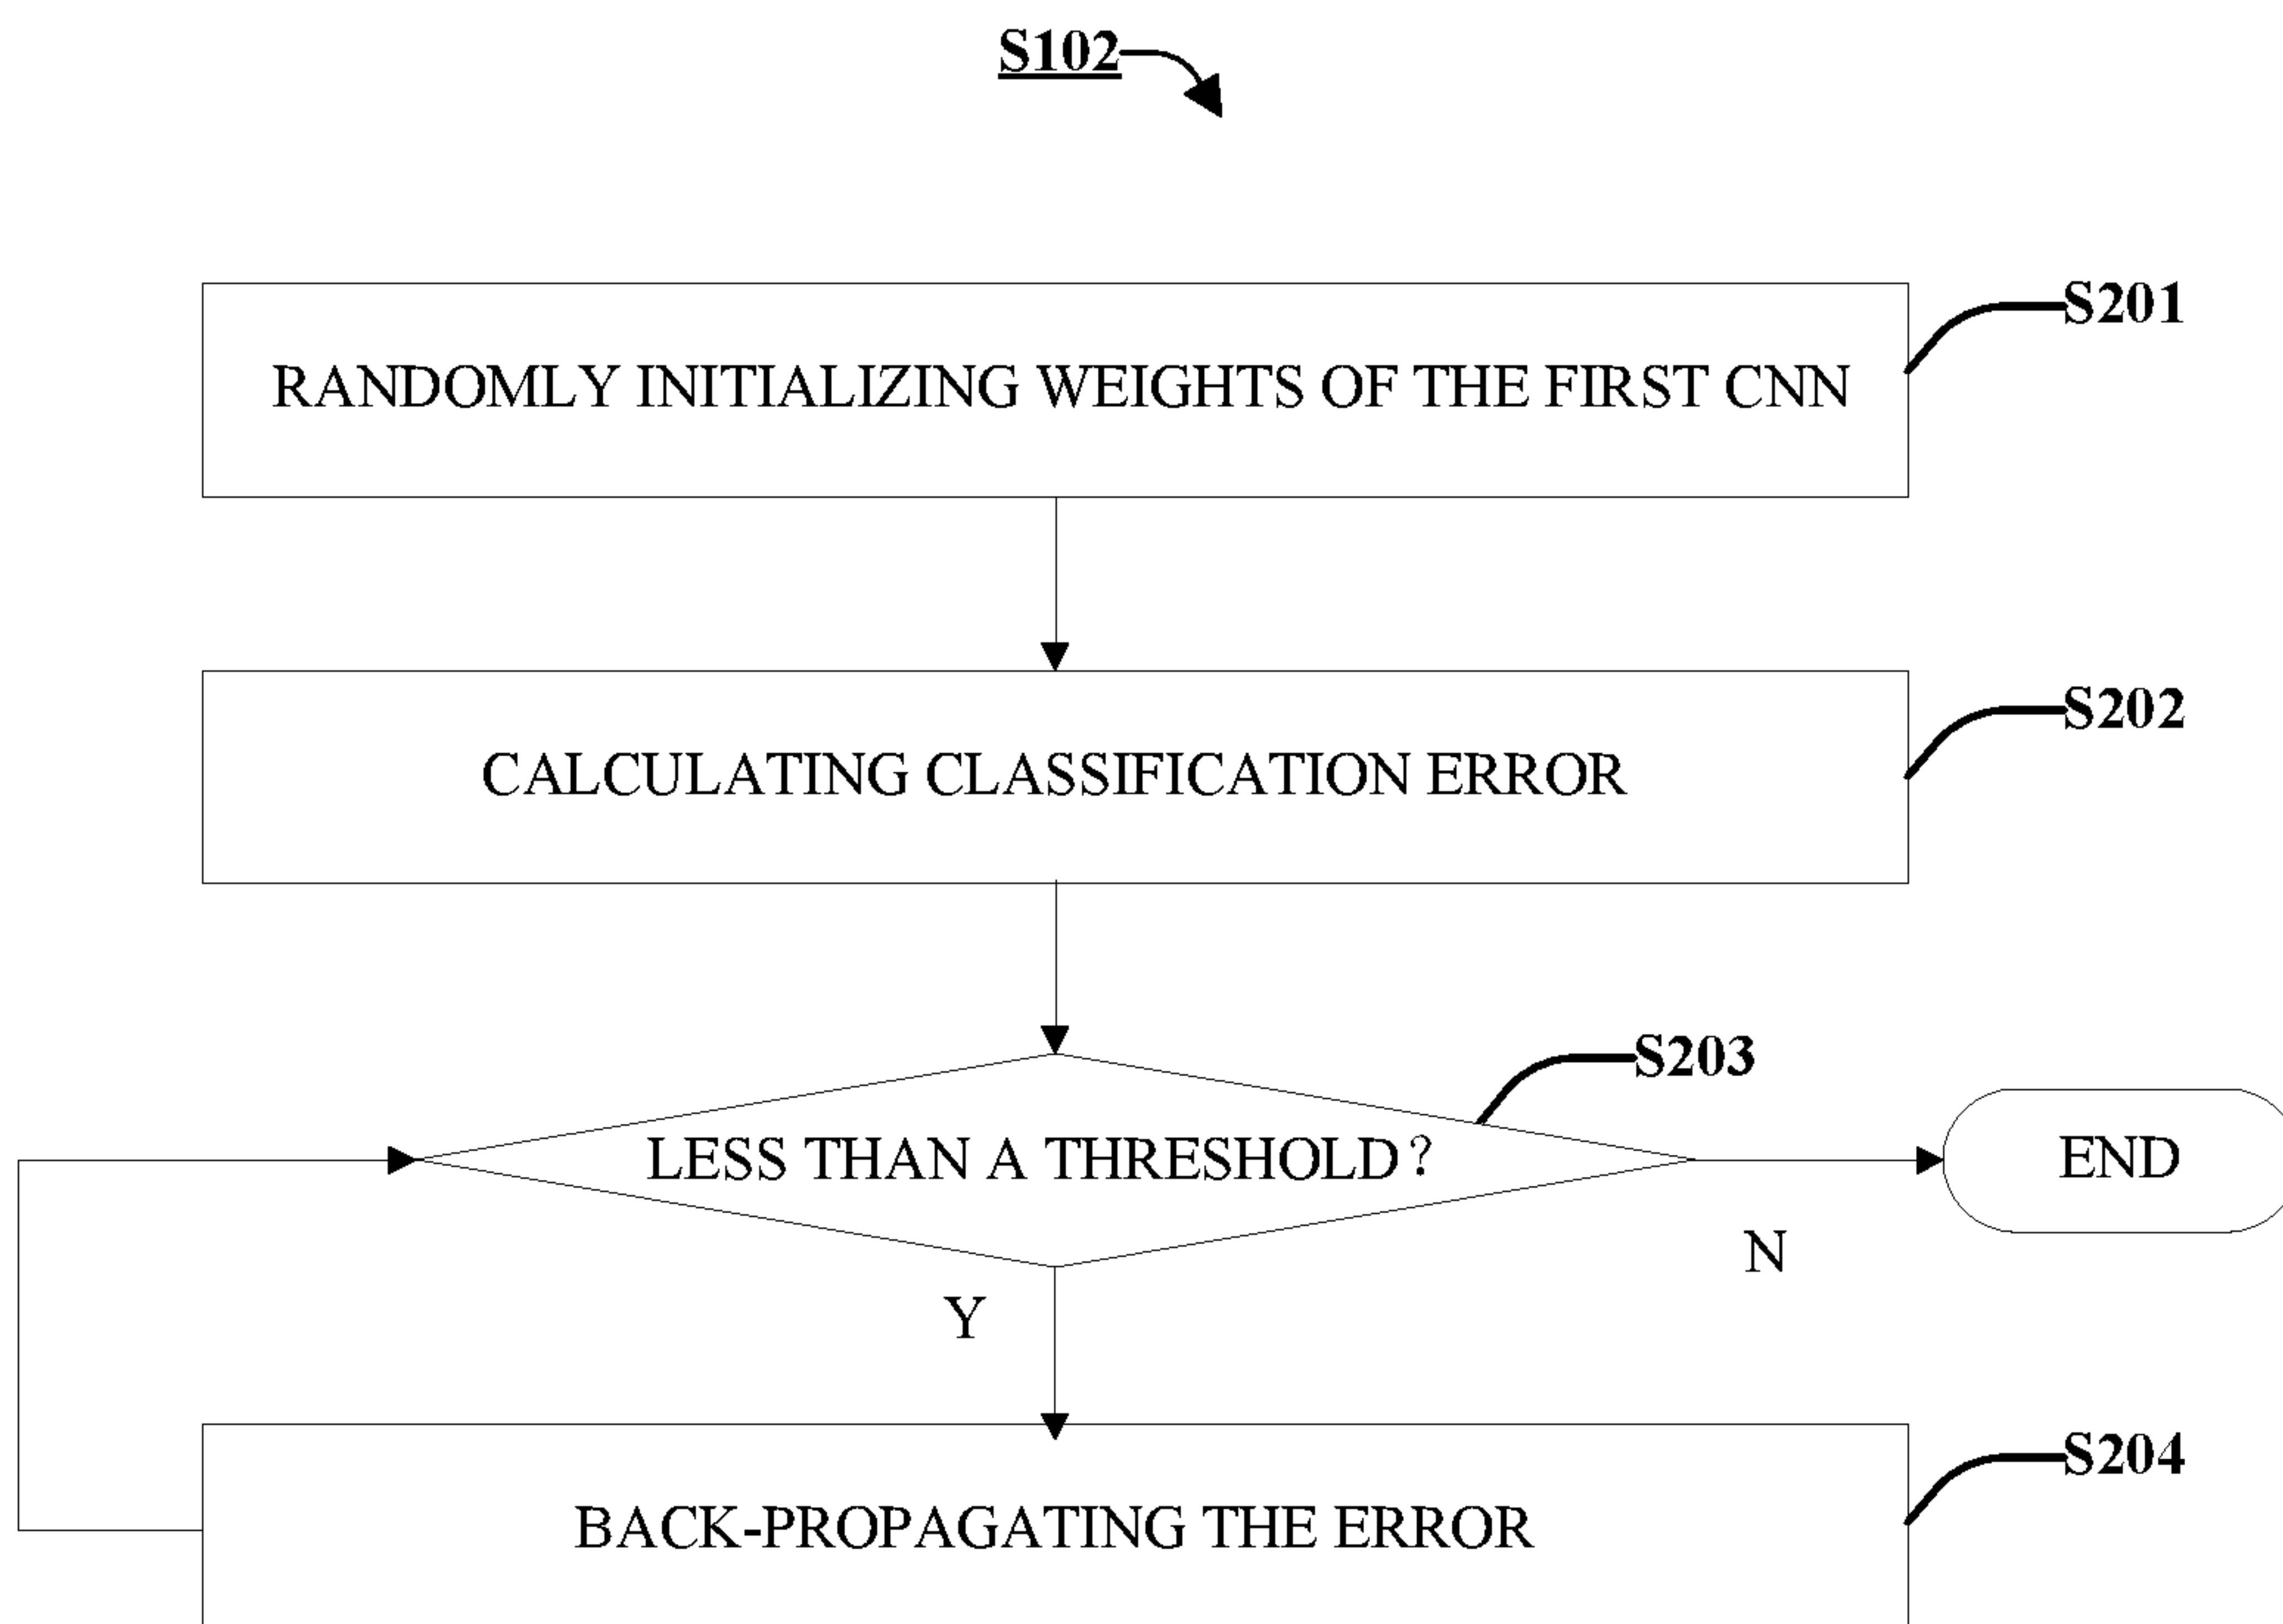 S102
S201
RANDOMLY INITIALIZING WEIGHTS OF THE FIRST CNN
S202
CALCULATING CLASSIFICATION ERROR
S203
LESS THAN A THRESHOLD?
END
N
Y
S204
BACK-PROPAGATING THE ERROR